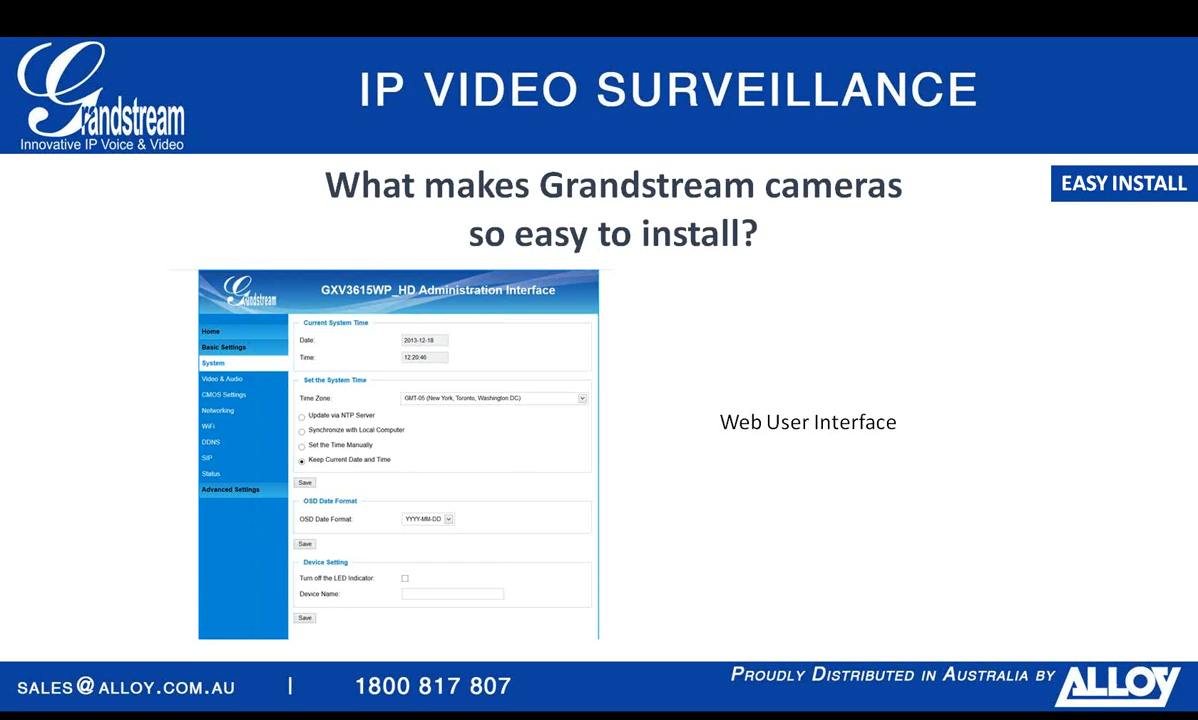 Grandstream
Innovative IP Voice & Video
IP VIDEO SURVEILLANCE
What makes Grandstream cameras
so easy to install?
EASY INSTALL
Grandstream
GXV3615WP_HD Administration Interface
Home
Basic Settings
System
Video & Audio
CMOS Settings
Networking
WiFi
DDNS
SIP
Status
Advanced Settings
Current System Time
Date: 2013-12-18
Time: 12:20:46
Set the System Time
Time Zone: GMT-05 (New York, Toronto, Washington DC)
Update via NTP Server
Synchronize with Local Computer
Set the Time Manually
Keep Current Date and Time
Save
OSD Date Format
OSD Date Format: YYYY-MM-DD
Save
Device Setting
Turn off the LED Indicator:
Device Name:
Save
Web User Interface
SALES@ALLOY.COM.AU | 1800 817 807
PROUDLY DISTRIBUTED IN AUSTRALIA BY ALLOY